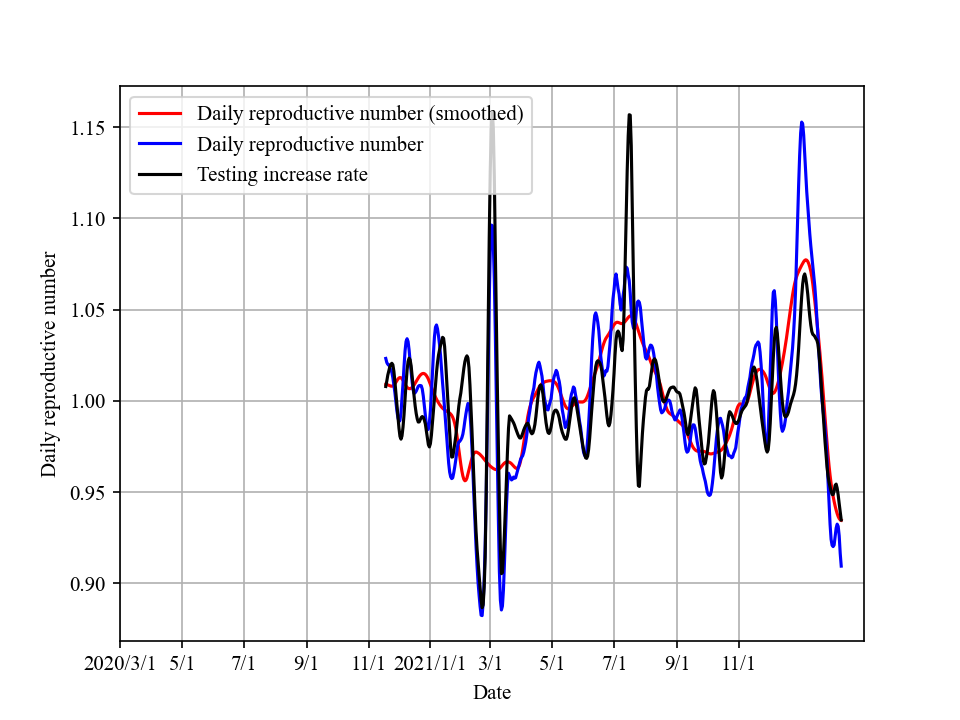 Daily reproductive number (smoothed)
Daily reproductive number
Testing increase rate
Daily reproductive number
1.15
1.10
1.05
1.00
0.95
0.90
2020/3/1 5/1 7/1 9/1 11/1 2021/1/1 3/1 5/1 7/1 9/1 11/1
Date